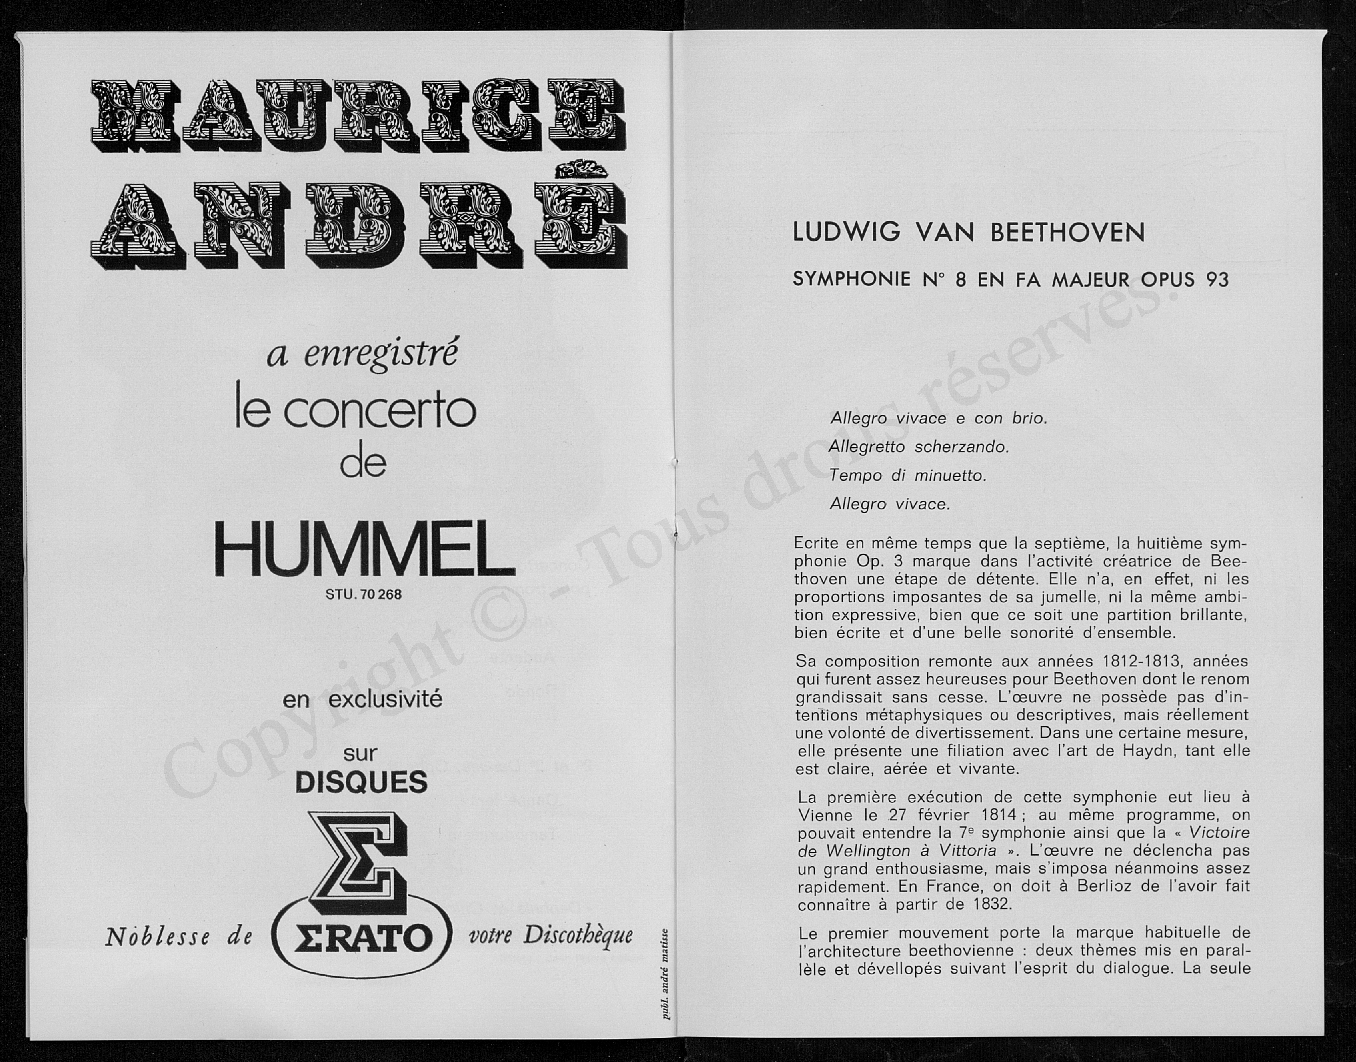 MAURICE
ANDRÉ
a enregistré
le concerto
de
HUMMEL
STU. 70 268
en exclusivité
sur
DISQUES
Noblesse de ERATO votre Discothèque
publ. andré matisse
LUDWIG VAN BEETHOVEN
SYMPHONIE N° 8 EN FA MAJEUR OPUS 93
Allegro vivace e con brio.
Allegretto scherzando.
Tempo di minuetto.
Allegro vivace.
Ecrite en même temps que la septième, la huitième sym-
phonie Op. 3 marque dans l'activité créatrice de Bee-
thoven une étape de détente. Elle n'a, en effet, ni les
proportions imposantes de sa jumelle, ni la même ambi-
tion expressive, bien que ce soit une partition brillante,
bien écrite et d'une belle sonorité d'ensemble.
Sa composition remonte aux années 1812-1813, années
qui furent assez heureuses pour Beethoven dont le renom
grandissait sans cesse. L'œuvre ne possède pas d'in-
tentions métaphysiques ou descriptives, mais réellement
une volonté de divertissement. Dans une certaine mesure,
elle présente une filiation avec l'art de Haydn, tant elle
est claire, aérée et vivante.
La première exécution de cette symphonie eut lieu à
Vienne le 27 février 1814 ; au même programme, on
pouvait entendre la 7e symphonie ainsi que la « Victoire
de Wellington à Vittoria ». L'œuvre ne déclencha pas
un grand enthousiasme, mais s'imposa néanmoins assez
rapidement. En France, on doit à Berlioz de l'avoir fait
connaître à partir de 1832.
Le premier mouvement porte la marque habituelle de
l'architecture beethovienne : deux thèmes mis en paral-
lèle et dévellopés suivant l'esprit du dialogue. La seule
Copyright © - Tous droits réservés.